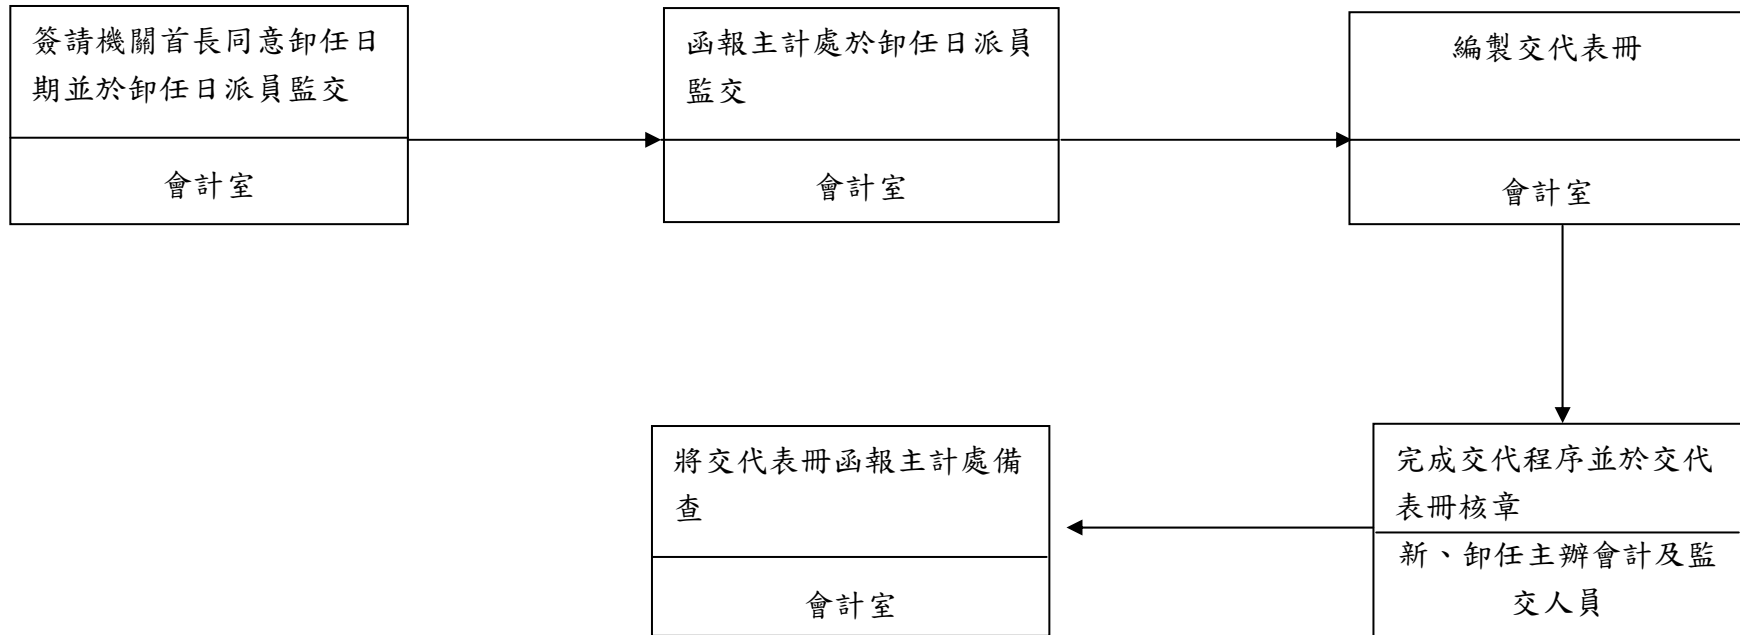 簽請機關首長同意卸任日
期並於卸任日派員監交
會計室
函報主計處於卸任日派員
監交
會計室
編製交代表冊
會計室
完成交代程序並於交代
表冊核章
新、卸任主辦會計及監
交人員
將交代表冊函報主計處備
查
會計室